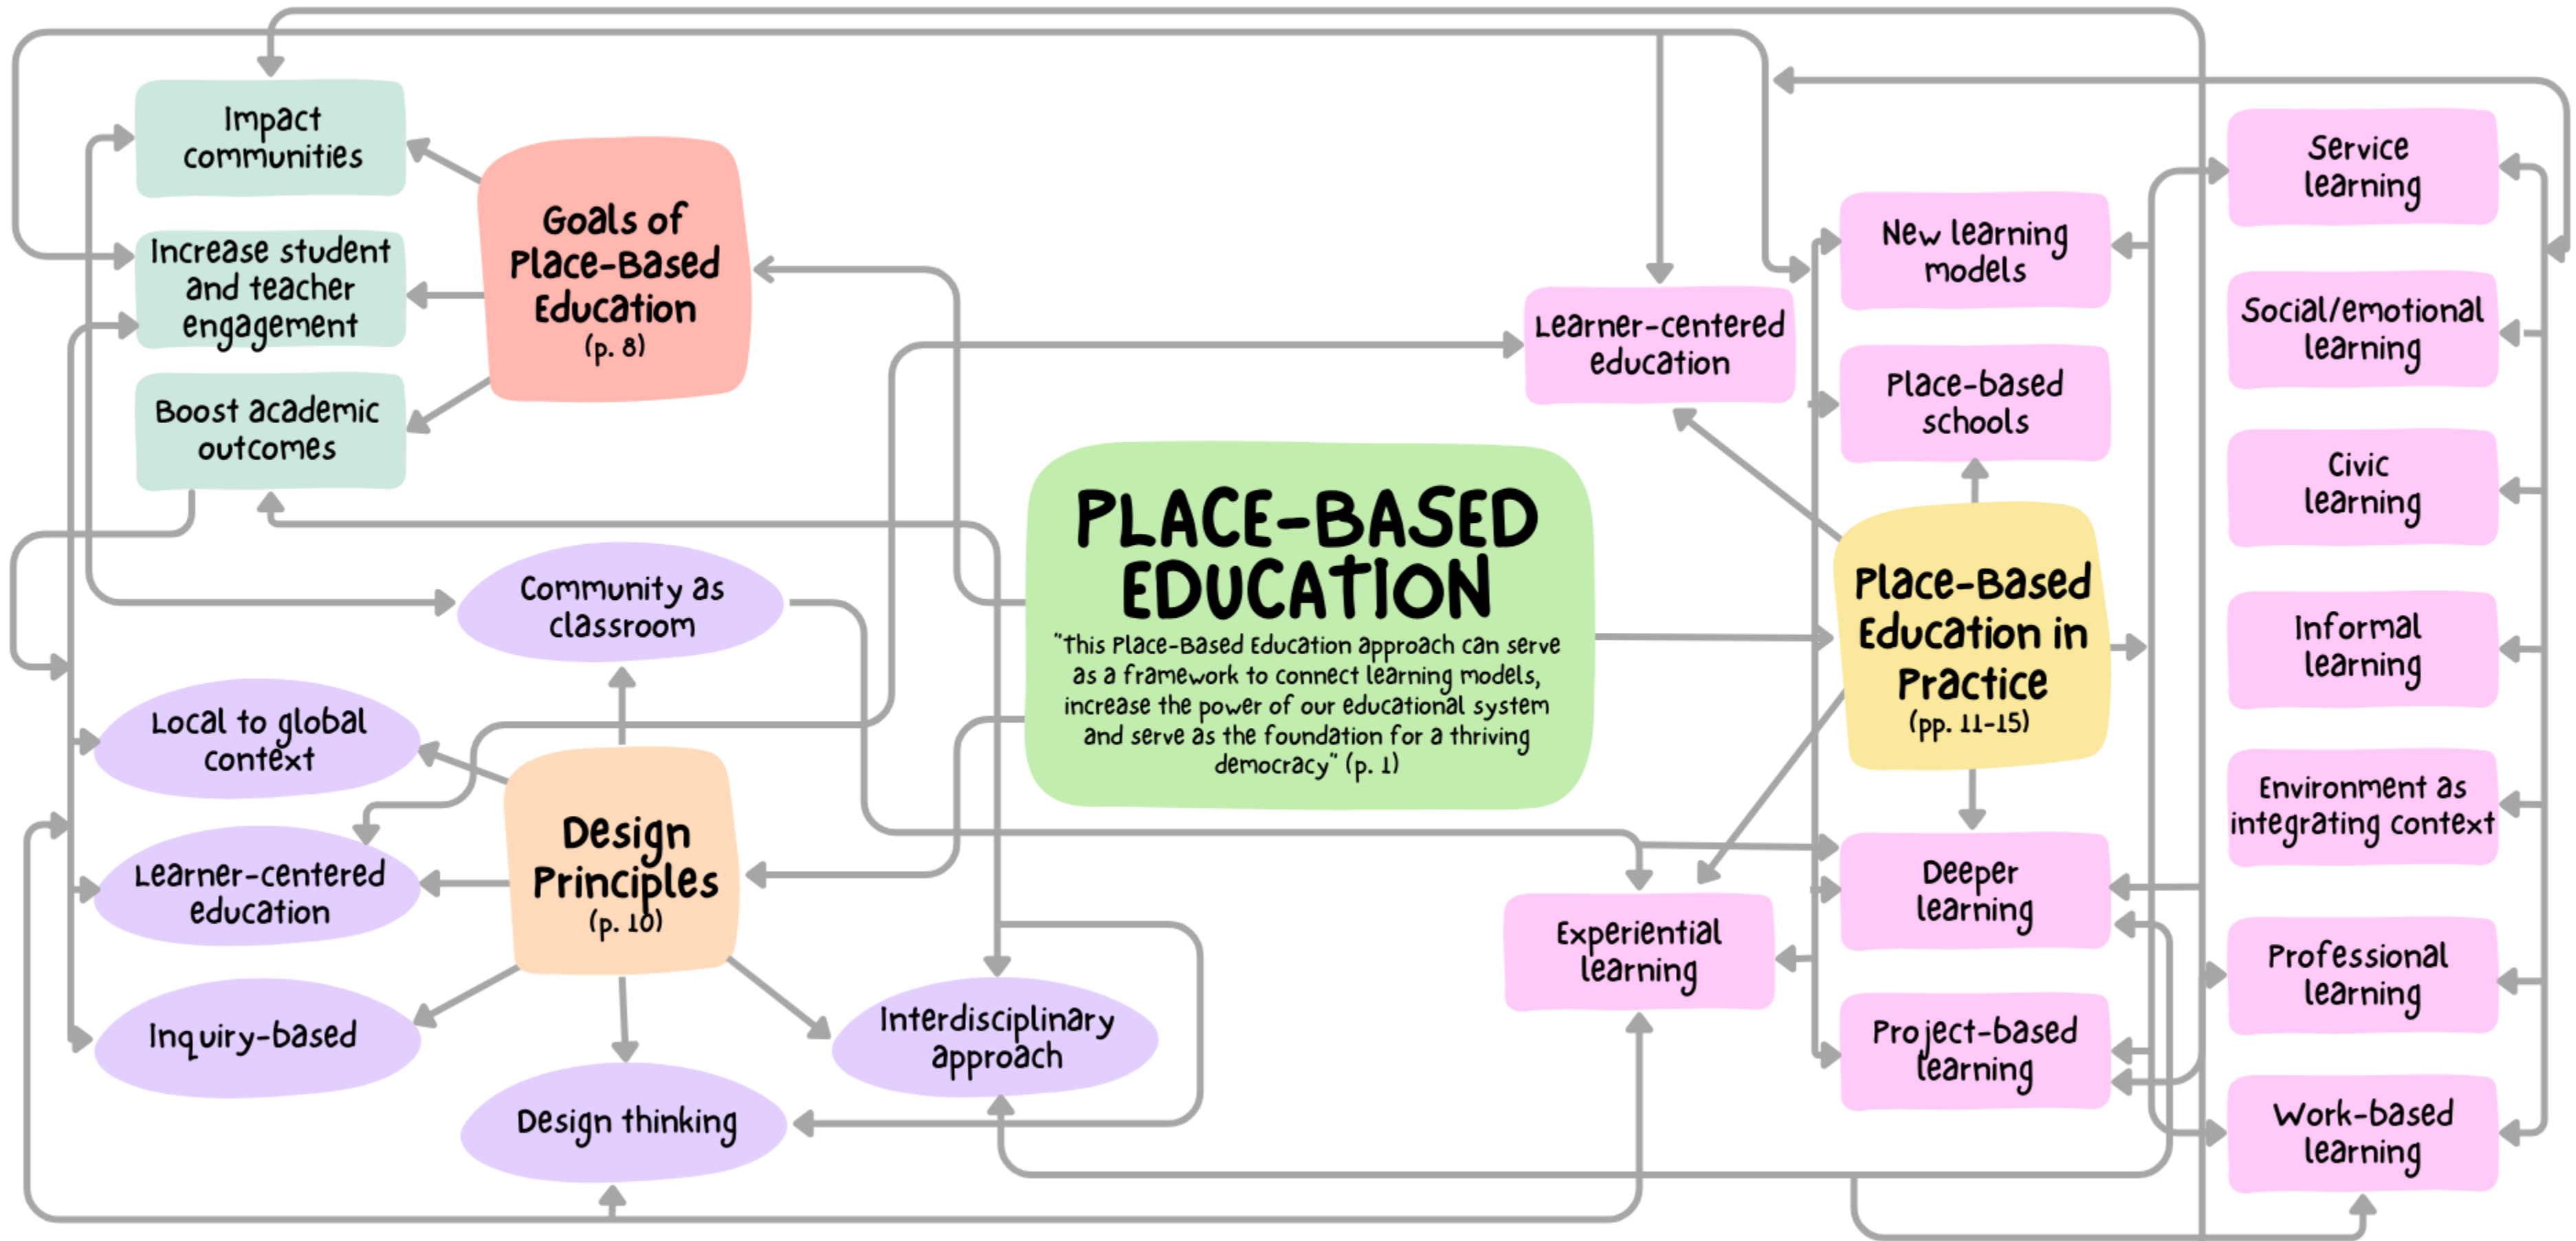 Impact
communities
Increase student
and teacher
engagement
Boost academic
outcomes
Goals of
Place-Based
Education
(p. 8)
Community as
classroom
Local to global
context
Learner-centered
education
Inquiry-based
Design thinking
Interdisciplinary
approach
Design
Principles
(p. 10)
PLACE-BASED
EDUCATION
"This Place-Based Education approach can serve
as a framework to connect learning models,
increase the power of our educational system
and serve as the foundation for a thriving
democracy" (p. 1)
Learner-centered
education
New learning
models
Place-based
schools
Place-Based
Education in
Practice
(pp. 11-15)
Experiential
learning
Deeper
learning
Project-based
learning
Service
learning
Social/emotional
learning
Civic
learning
Informal
learning
Environment as
integrating context
Professional
learning
Work-based
learning